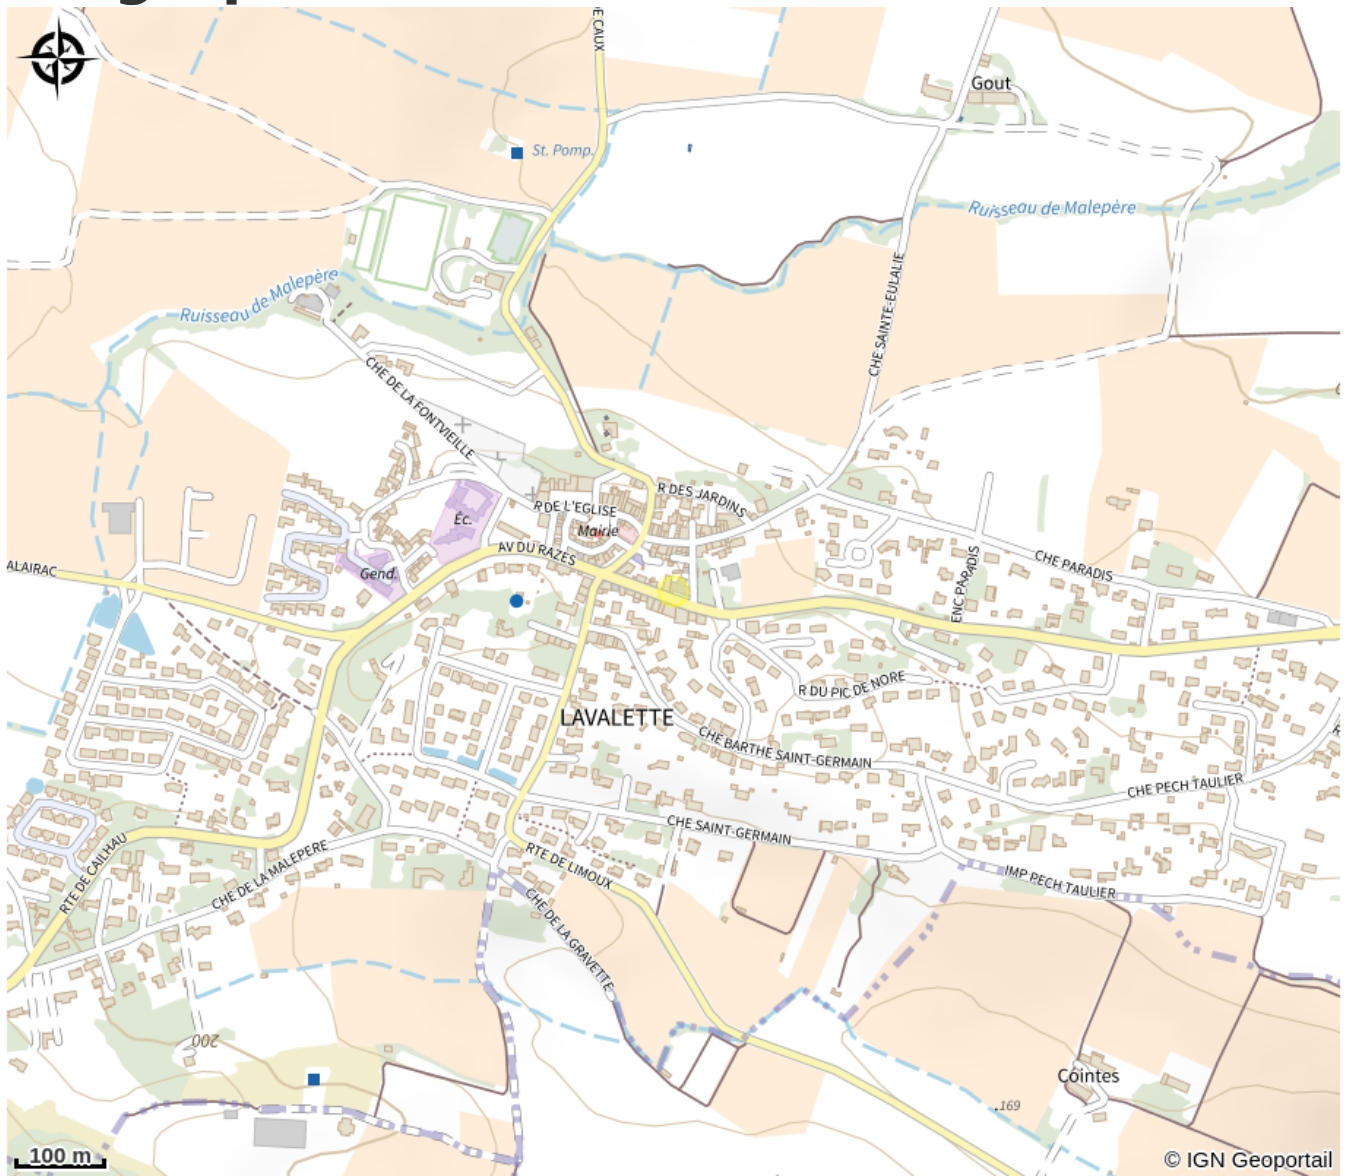 E CAUX
Gout
St. Pomp.
Ruisseau de Malepère
Ruisseau de Malepère
CHE SAINTE-EULALIE
CHE DE LA FONTVIEILLE
R DES JARDINS
R DE L'EGLISE
Éc.
Mairie
AV DU RAZES
Gend.
ALAIRAC
ENC PARADIS
CHE PARADIS
R DU PIC DE NORE
LAVALETTE
CHE BARTHE SAINT-GERMAIN
CHE PECH TAULIER
CHE SAINT-GERMAIN
RTE DE CAILHAU
CHE DE LA MALEPERE
RTE DE LIMOUX
IMP PECH TAULIER
CHE DE LA GRAVETTE
200
Cointes
169
100 m
© IGN Geoportail